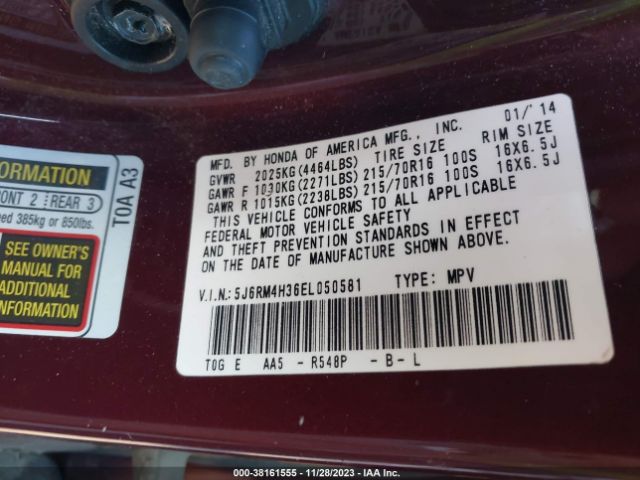 ORMATION
ONT 2 REAR 3
ed 385kg or 850lbs.
SEE OWNER'S
MANUAL FOR
ADDITIONAL
INFORMATION
T0A A3
MFD. BY HONDA OF AMERICA MFG., INC. 01/'14
GVWR 2025KG(4464LBS) TIRE SIZE RIM SIZE
GAWR F 1030KG(2271LBS) 215/70R16 100S 16X6.5J
GAWR R 1015KG(2238LBS) 215/70R16 100S 16X6.5J
THIS VEHICLE CONFORMS TO ALL APPLICABLE
FEDERAL MOTOR VEHICLE SAFETY
AND THEFT PREVENTION STANDARDS IN EFFECT
ON THE DATE OF MANUFACTURE SHOWN ABOVE.
V.I.N.:5J6RM4H36EL050581 TYPE: MPV
T0G E AA5 - R548P - B - L
000-38161555 - 11/28/2023 - IAA Inc.